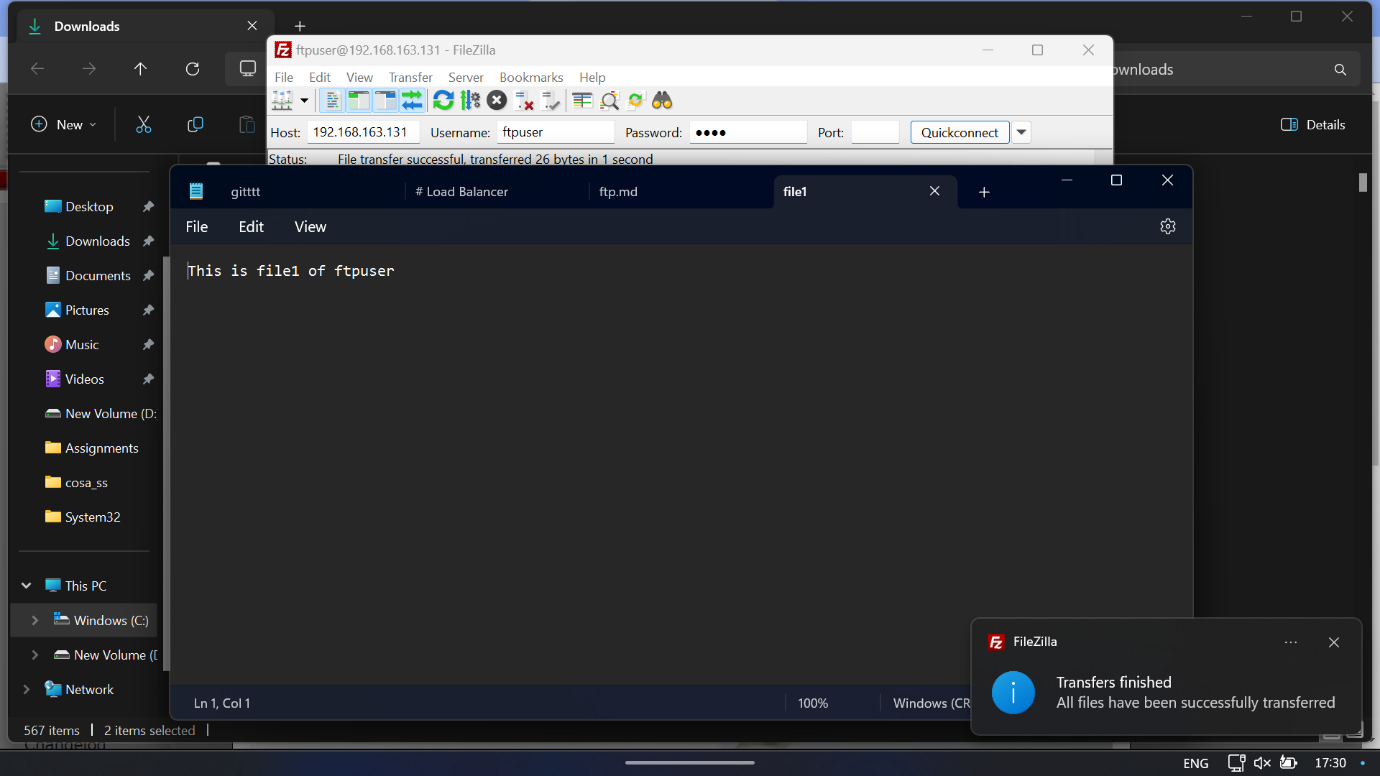 Downloads
ftpuser@192.168.163.131 - FileZilla
File Edit View Transfer Server Bookmarks Help
ownloads
New
Details
Host: 192.168.163.131 Username: ftpuser Password: •••• Port: Quickconnect
Status: File transfer successful, transferred 26 bytes in 1 second
gitttt # Load Balancer ftp.md file1
File Edit View
This is file1 of ftpuser
Desktop
Downloads
Documents
Pictures
Music
Videos
New Volume (D:
Assignments
cosa_ss
System32
This PC
Windows (C:)
New Volume ([
Network
Ln 1, Col 1 100% Windows (CR
FileZilla
Transfers finished
All files have been successfully transferred
567 items 2 items selected
Changelog
ENG 17:30